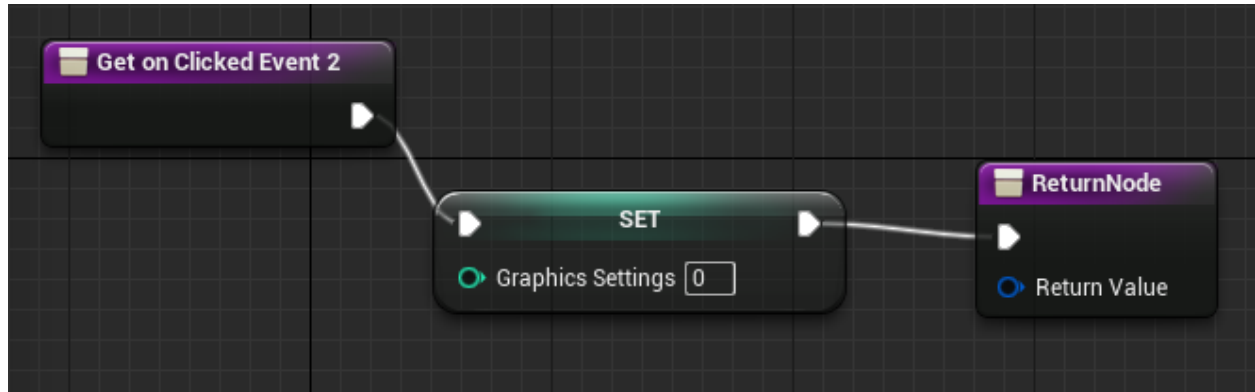 Get on Clicked Event 2
SET
Graphics Settings 0
ReturnNode
Return Value